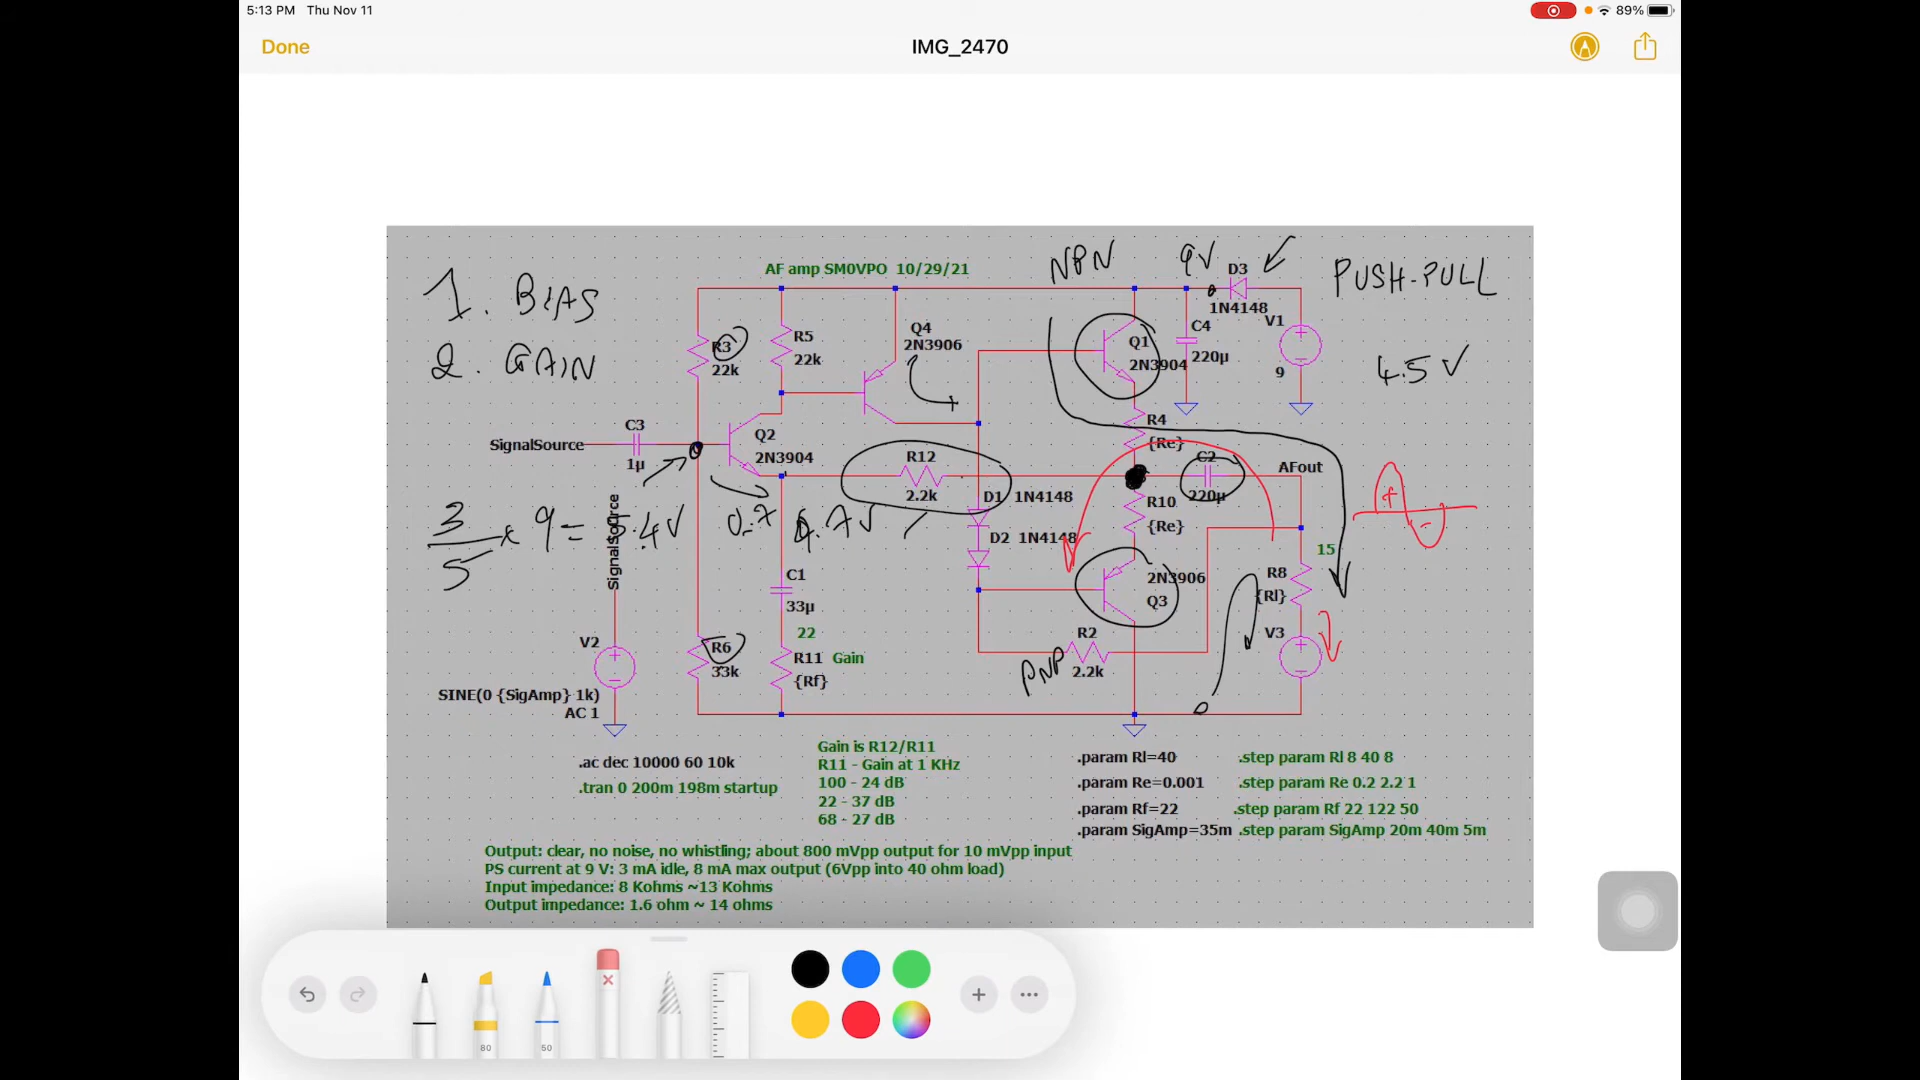 5:13 PM Thu Nov 11
89%
Done
IMG_2470
AF amp SM0VPO 10/29/21
NPN
9V
PUSH-PULL
1. BIAS
2. GAIN
D3
1N4148
V1
9
4.5 V
R3
22k
R5
22k
Q4
2N3906
Q1
2N3904
C4
220µ
SignalSource
C3
1µ
Q2
2N3904
R12
2.2k
R4
{Re}
C2
220µ
AFout
R10
{Re}
D1 1N4148
D2 1N4148
3/5 x 9 = 5.4V
0.7
4.7V
SignalSource
+
-
15
R8
{Rl}
2N3906
Q3
C1
33µ
22
R11 Gain
{Rf}
V2
R6
33k
R2
2.2k
PNP
V3
SINE(0 {SigAmp} 1k)
AC 1
Gain is R12/R11
R11 - Gain at 1 KHz
100 - 24 dB
22 - 37 dB
68 - 27 dB
.ac dec 10000 60 10k
.tran 0 200m 198m startup
.param Rl=40 .step param Rl 8 40 8
.param Re=0.001 .step param Re 0.2 2.2 1
.param Rf=22 .step param Rf 22 122 50
.param SigAmp=35m .step param SigAmp 20m 40m 5m
Output: clear, no noise, no whistling; about 800 mVpp output for 10 mVpp input
PS current at 9 V: 3 mA idle, 8 mA max output (6Vpp into 40 ohm load)
Input impedance: 8 Kohms ~13 Kohms
Output impedance: 1.6 ohm ~ 14 ohms
80
50